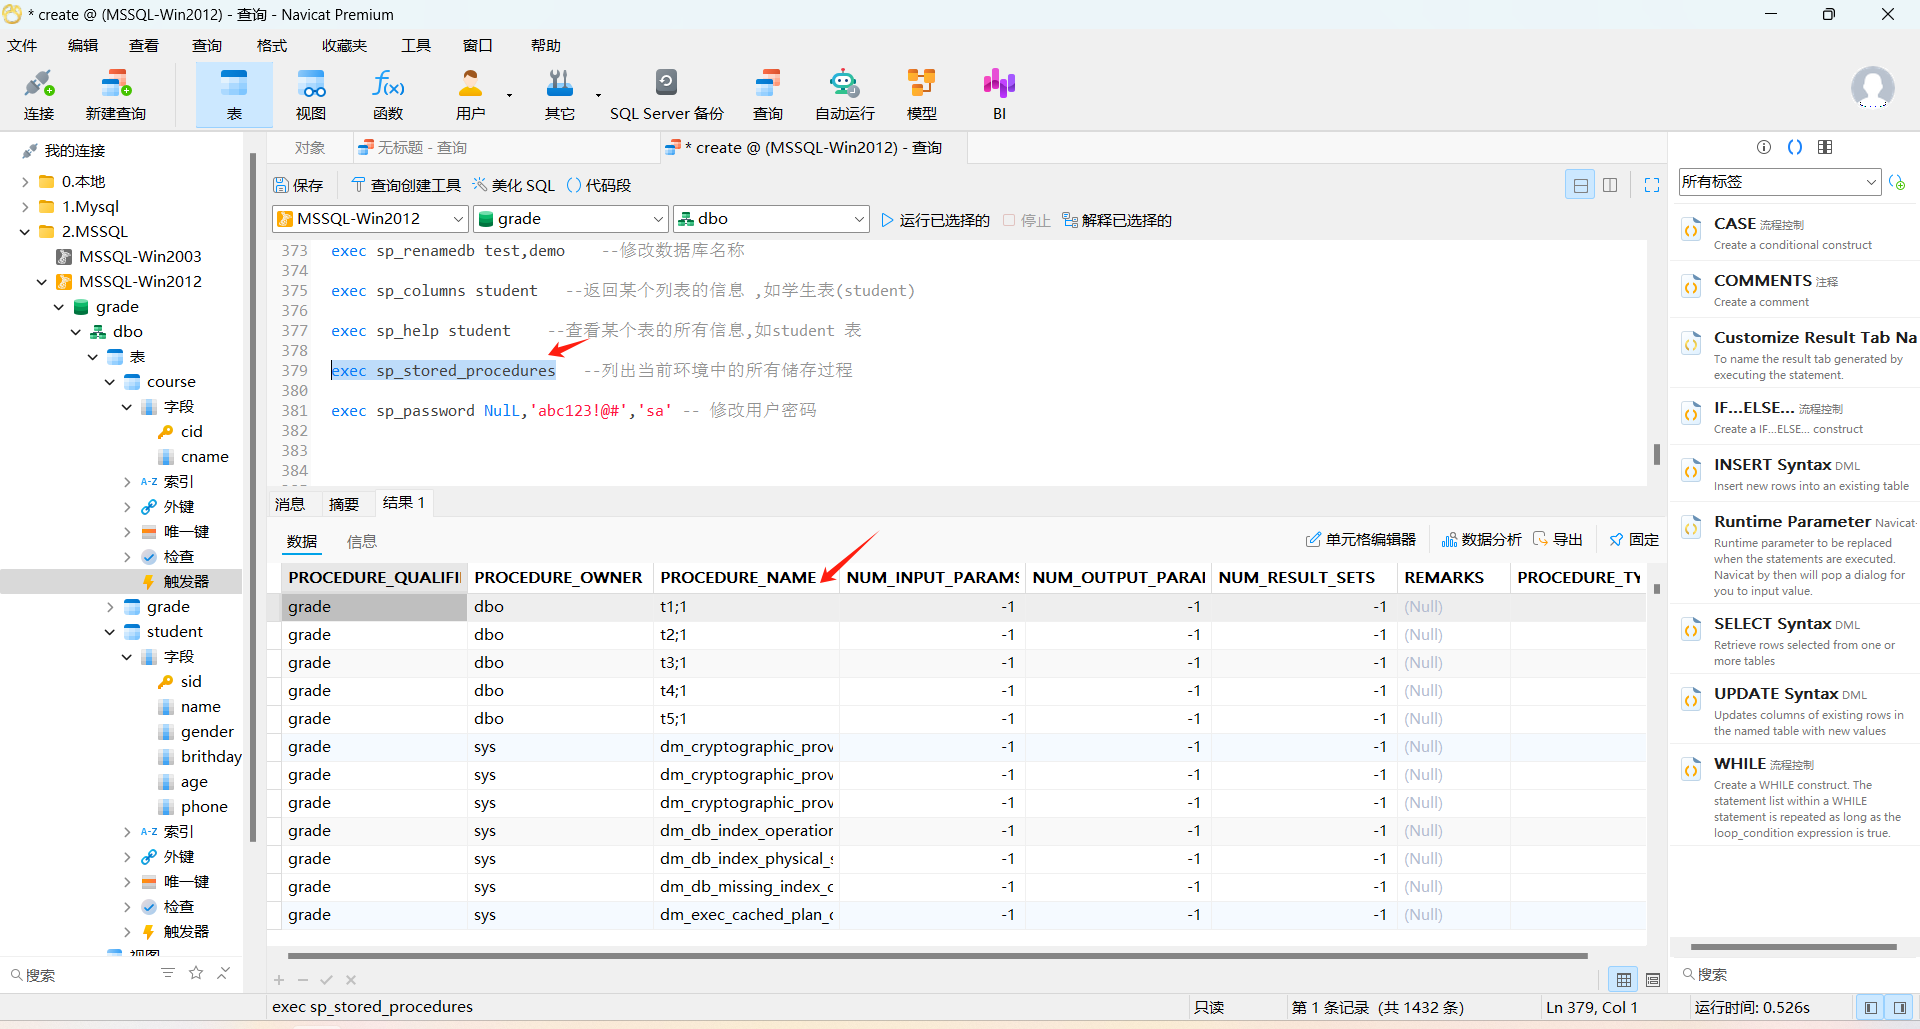 * create @ (MSSQL-Win2012) - 查询 - Navicat Premium
文件 编辑 查看 查询 格式 收藏夹 工具 窗口 帮助
连接 新建查询 表 视图 函数 用户 其它 SQL Server 备份 查询 自动运行 模型 BI
我的连接
0.本地
1.Mysql
2.MSSQL
MSSQL-Win2003
MSSQL-Win2012
grade
dbo
表
course
字段
cid
cname
索引
外键
唯一键
检查
触发器
grade
student
字段
sid
name
gender
brithday
age
phone
索引
外键
唯一键
检查
触发器
视图
搜索
对象 无标题 - 查询 * create @ (MSSQL-Win2012) - 查询
保存 查询创建工具 美化 SQL 代码段
MSSQL-Win2012 grade dbo 运行已选择的 停止 解释已选择的
373 exec sp_renamedb test,demo --修改数据库名称
374
375 exec sp_columns student --返回某个列表的信息 ,如学生表(student)
376
377 exec sp_help student --查看某个表的所有信息,如student 表
378
379 exec sp_stored_procedures --列出当前环境中的所有储存过程
380
381 exec sp_password NulL,'abc123!@#','sa' -- 修改用户密码
382
383
384
消息 摘要 结果 1
数据 信息 单元格编辑器 数据分析 导出 固定
PROCEDURE_QUALIFI PROCEDURE_OWNER PROCEDURE_NAME NUM_INPUT_PARAMS NUM_OUTPUT_PARAI NUM_RESULT_SETS REMARKS PROCEDURE_TY
grade dbo t1;1 -1 -1 -1 (Null)
grade dbo t2;1 -1 -1 -1 (Null)
grade dbo t3;1 -1 -1 -1 (Null)
grade dbo t4;1 -1 -1 -1 (Null)
grade dbo t5;1 -1 -1 -1 (Null)
grade sys dm_cryptographic_prov -1 -1 -1 (Null)
grade sys dm_cryptographic_prov -1 -1 -1 (Null)
grade sys dm_cryptographic_prov -1 -1 -1 (Null)
grade sys dm_db_index_operation -1 -1 -1 (Null)
grade sys dm_db_index_physical_s -1 -1 -1 (Null)
grade sys dm_db_missing_index_c -1 -1 -1 (Null)
grade sys dm_exec_cached_plan_c -1 -1 -1 (Null)
exec sp_stored_procedures 只读 第 1 条记录 (共 1432 条) Ln 379, Col 1 运行时间: 0.526s
所有标签
CASE 流程控制
Create a conditional construct
COMMENTS 注释
Create a comment
Customize Result Tab Na
To name the result tab generated by
executing the statement.
IF...ELSE... 流程控制
Create a IF...ELSE... construct
INSERT Syntax DML
Insert new rows into an existing table
Runtime Parameter Navicat
Runtime parameter to be replaced
when the statements are executed.
Navicat by then will pop a dialog for
you to input value.
SELECT Syntax DML
Retrieve rows selected from one or
more tables
UPDATE Syntax DML
Updates columns of existing rows in
the named table with new values
WHILE 流程控制
Create a WHILE construct. The
statement list within a WHILE
statement is repeated as long as the
loop_condition expression is true.
搜索